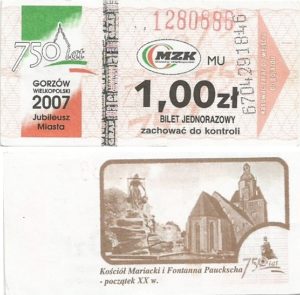 750 lat
GORZÓW
WIELKOPOLSKI
2007
Jubileusz
Miasta
1280686
MZK
MU
1,00zł
BILET JEDNORAZOWY
zachować do kontroli
Kościół Mariacki i Fontanna Pauckscha
- początek XX w.
750 lat